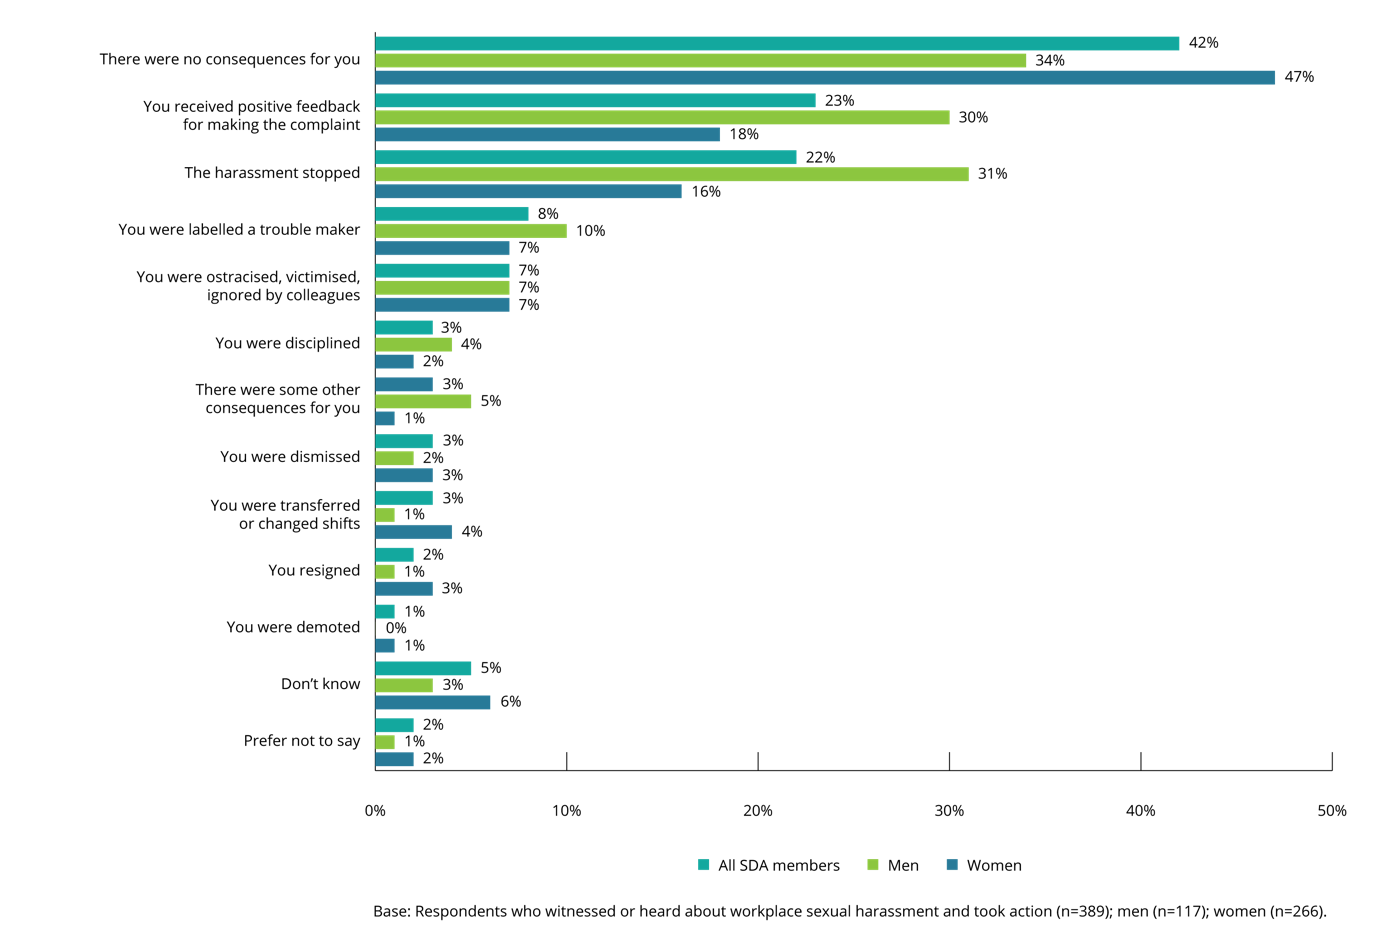 There were no consequences for you
42%
34%
47%
You received positive feedback
for making the complaint
23%
30%
18%
The harassment stopped
22%
31%
16%
You were labelled a trouble maker
8%
10%
7%
You were ostracised, victimised,
ignored by colleagues
7%
7%
7%
You were disciplined
3%
4%
2%
There were some other
consequences for you
3%
5%
1%
You were dismissed
3%
2%
3%
You were transferred
or changed shifts
3%
1%
4%
You resigned
2%
1%
3%
You were demoted
1%
0%
1%
Don’t know
5%
3%
6%
Prefer not to say
2%
1%
2%
0% 10% 20% 30% 40% 50%
All SDA members Men Women
Base: Respondents who witnessed or heard about workplace sexual harassment and took action (n=389); men (n=117); women (n=266).